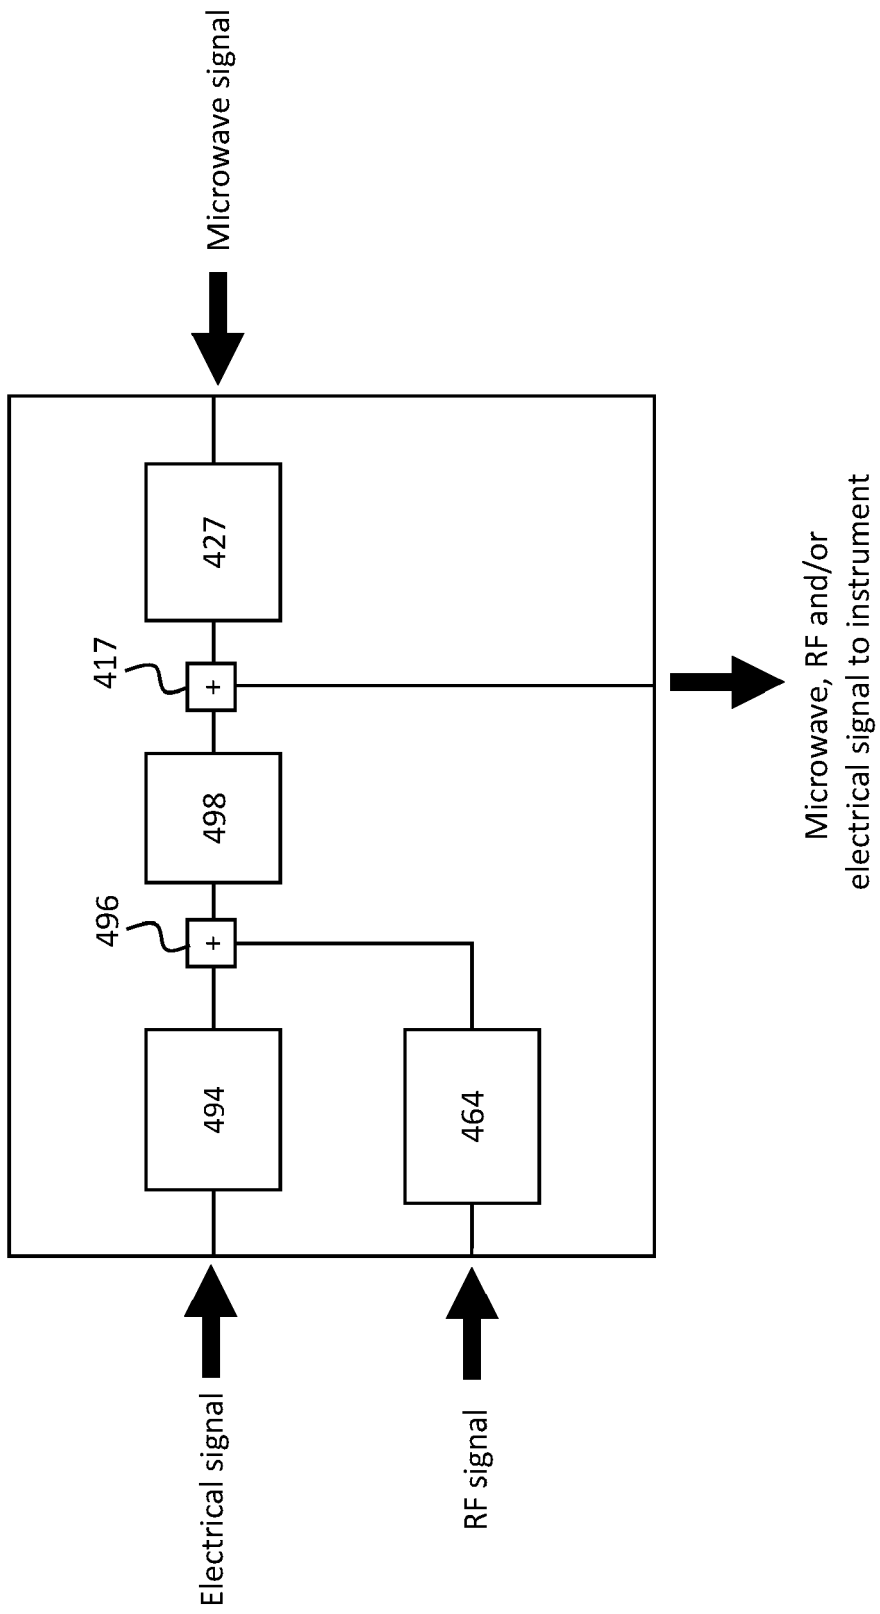 Electrical signal
RF signal
494
464
496
+
498
417
+
427
Microwave signal
Microwave, RF and/or
electrical signal to instrument